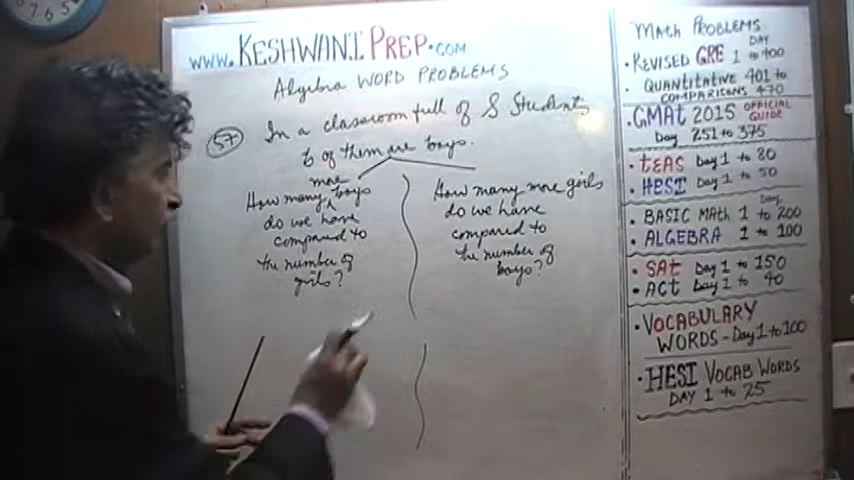 7 6 5
www.KESHWANIPREP.COM
Algebra WORD PROBLEMS
57
In a classroom full of S Students
b of them are boys.
more
How many ^ boys
do we have
compared to
the number of
girls?
How many more girls
do we have
compared to
the number of
boys?
MATH PROBLEMS
DAY
• REVISED GRE 1 to 400
• QUANTITATIVE 401 to
COMPARISONS 470
• GMAT 2015 OFFICIAL GUIDE
Day 251 to 375
• TEAS Day 1 to 80
• HESI Day 1 to 50
Day
• BASIC MATH 1 to 200
• ALGEBRA 1 to 100
• SAT Day 1 to 150
• ACT Day 1 to 40
• VOCABULARY
WORDS - Day 1 to 100
• HESI VOCAB WORDS
DAY 1 to 25